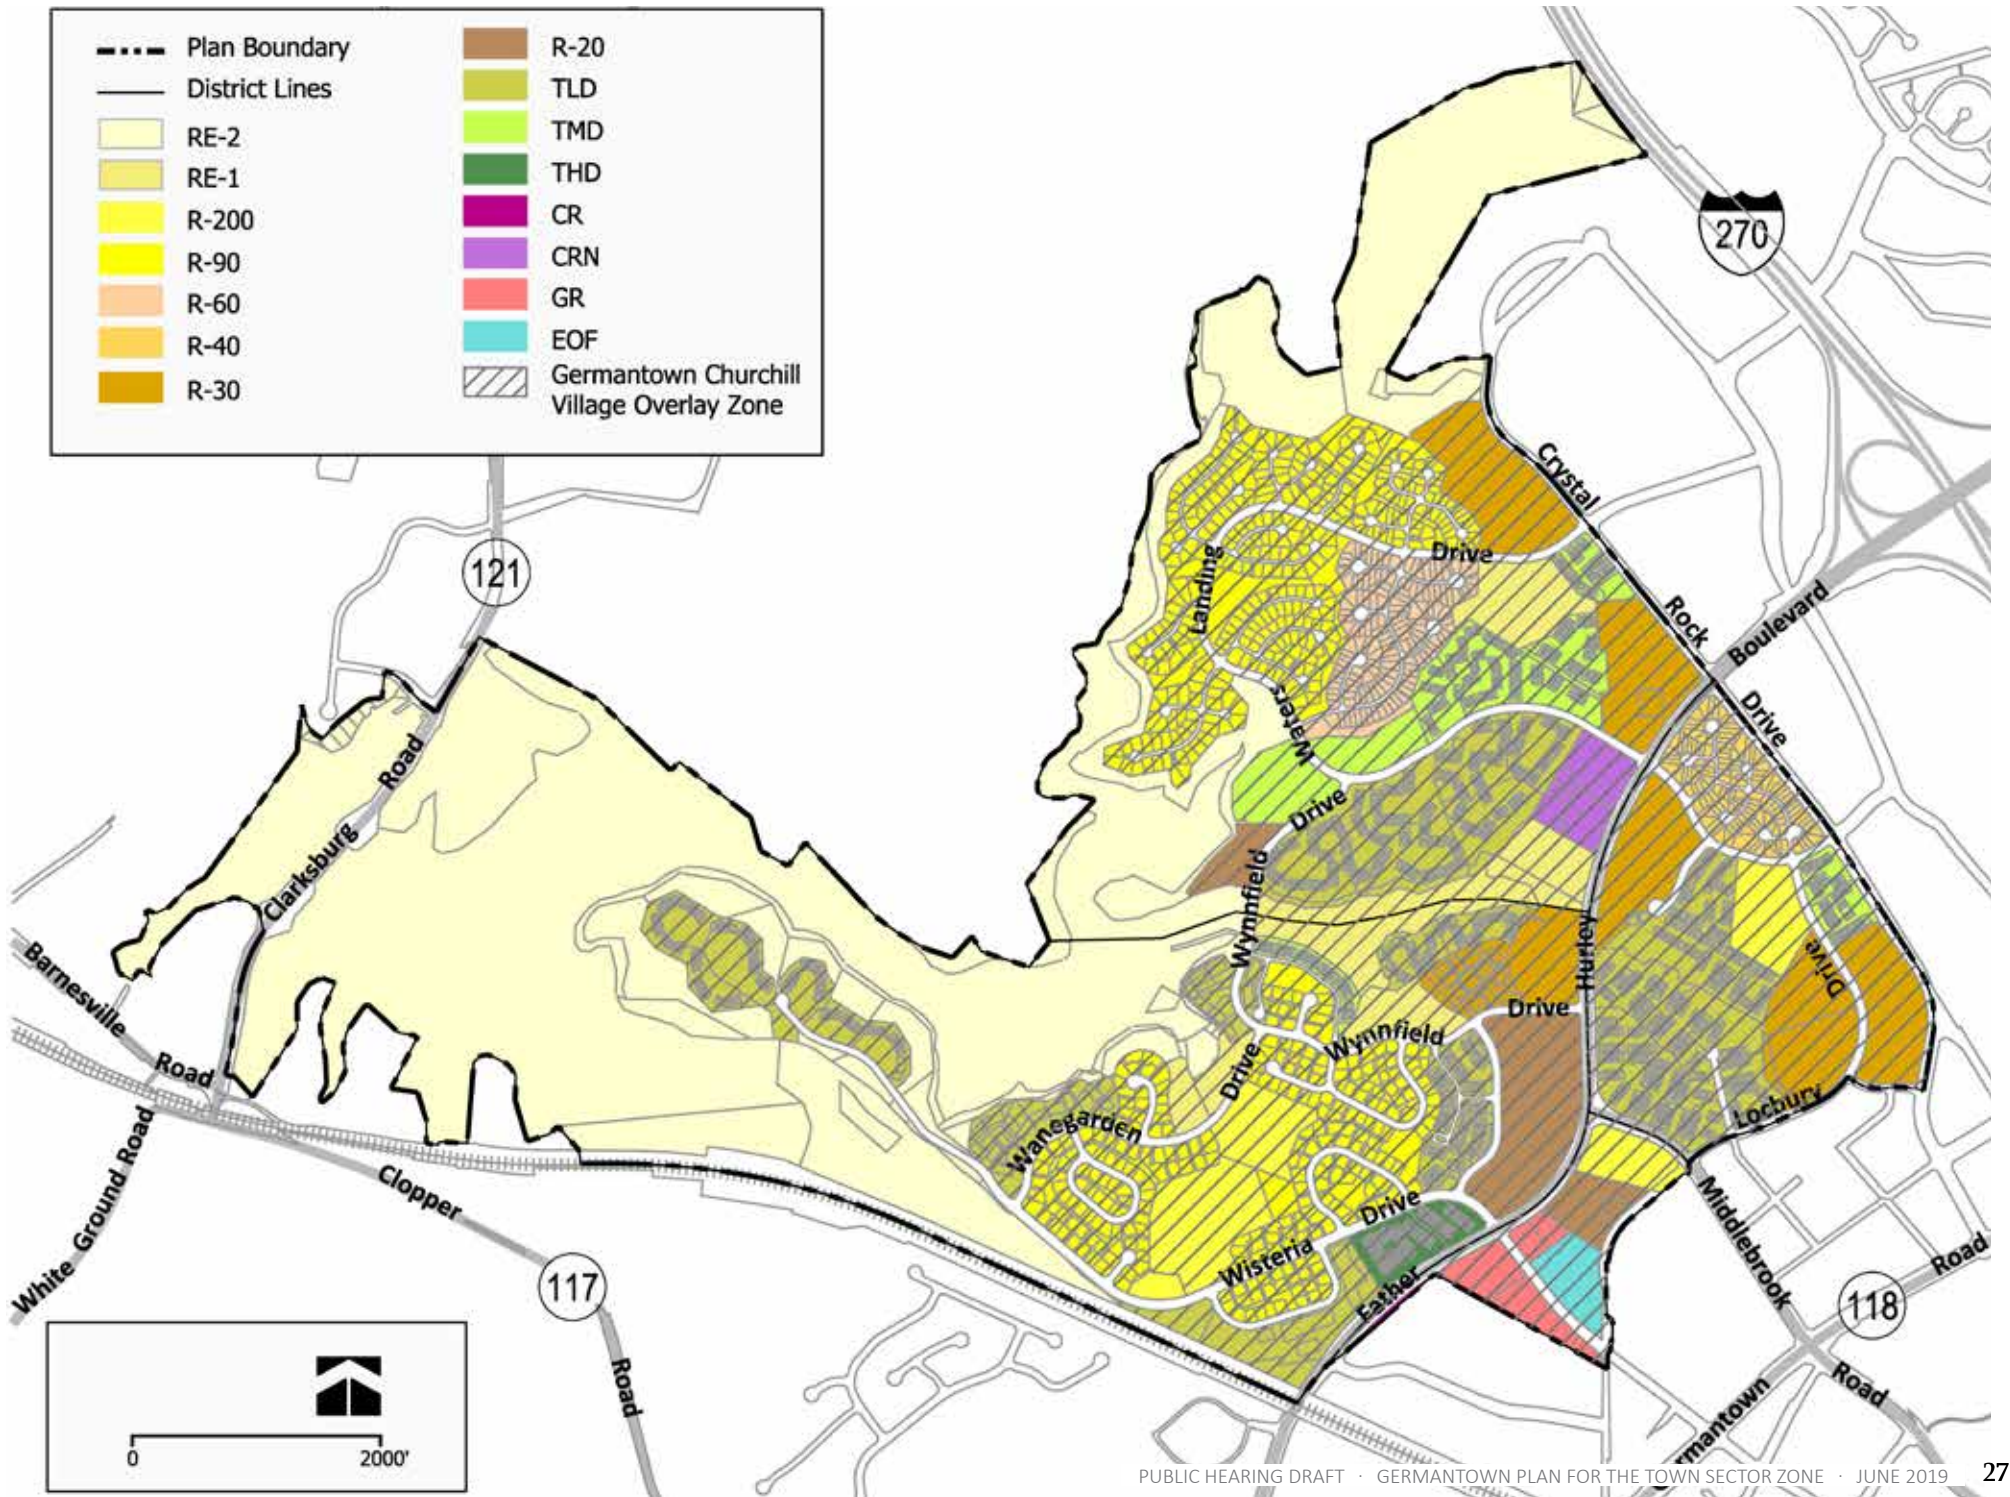 Plan Boundary
District Lines
RE-2
RE-1
R-200
R-90
R-60
R-40
R-30
R-20
TLD
TMD
THD
CR
CRN
GR
EOF
Germantown Churchill
Village Overlay Zone
270
Crystal
Rock
Drive
Boulevard
Drive
Landing
Waters
Drive
121
Road
Clarksburg
Wynnfield
Hurley
Drive
Drive
Wynnfield
Drive
Wanegarden
Locbury
Barnesville
Road
White Ground Road
Clopper
117
Road
Drive
Wisteria
Father
Middlebrook
Road
118
Road
rmantown
0
2000'
PUBLIC HEARING DRAFT · GERMANTOWN PLAN FOR THE TOWN SECTOR ZONE · JUNE 2019 27